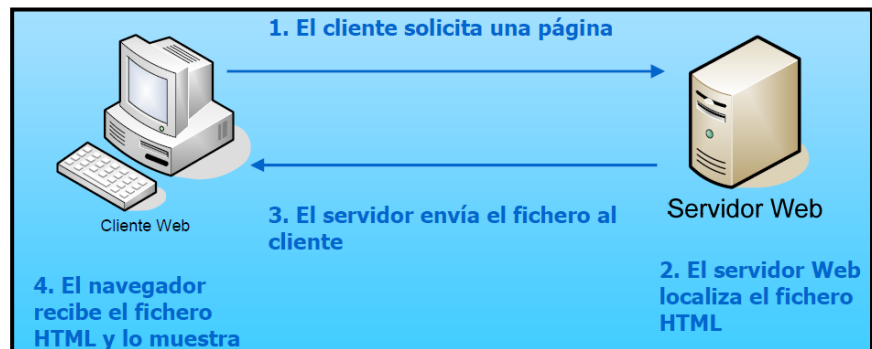 1. El cliente solicita una página
Cliente Web
Servidor Web
3. El servidor envía el fichero al
cliente
2. El servidor Web
localiza el fichero
HTML
4. El navegador
recibe el fichero
HTML y lo muestra